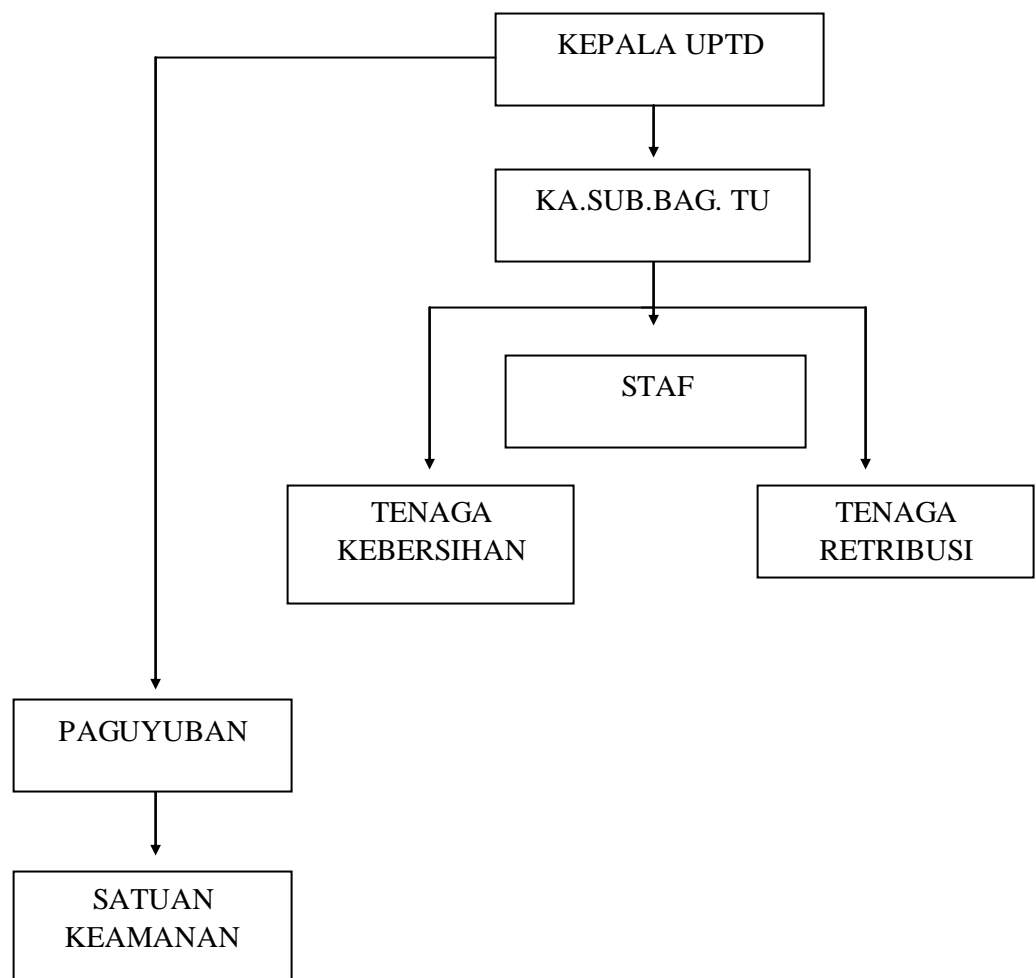 KEPALA UPTD
KA.SUB.BAG. TU
STAF
TENAGA
KEBERSIHAN
TENAGA
RETRIBUSI
PAGUYUBAN
SATUAN
KEAMANAN